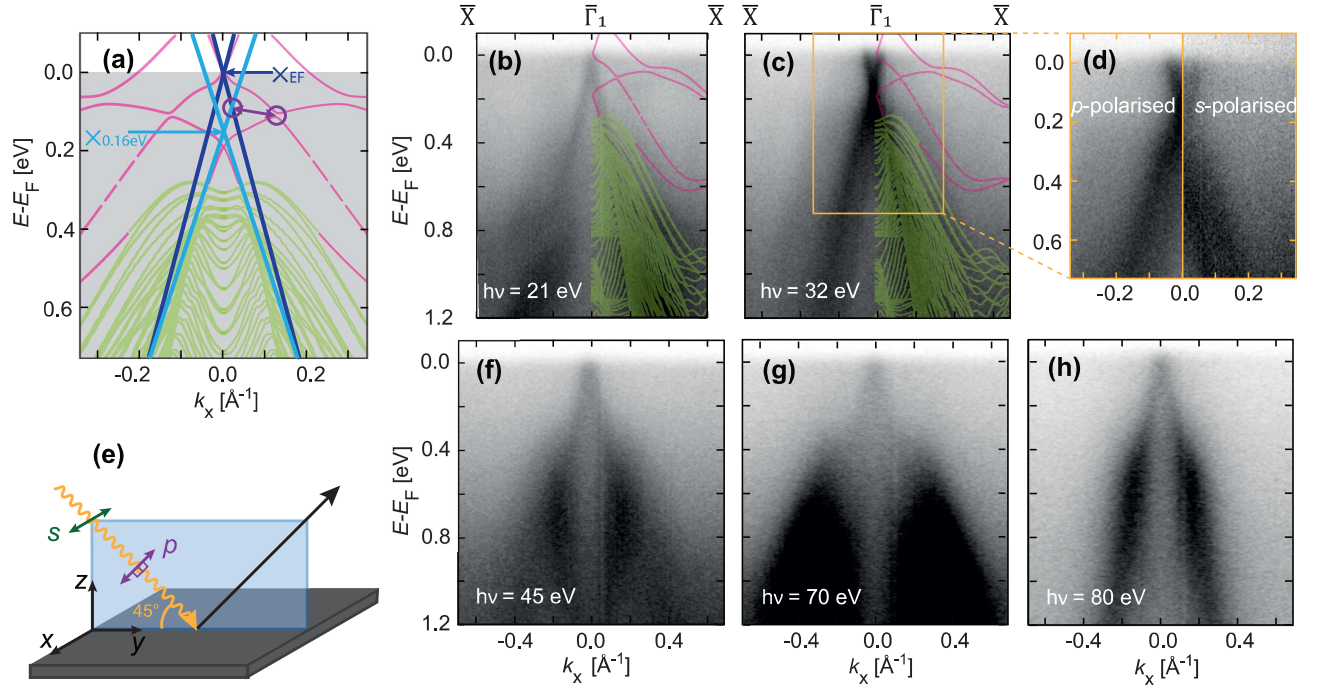 X̅ Γ̅₁ X̅ Γ̅₁ X̅
(a) (b) (c) (d)
0.0 0.0 0.0
×EF
p-polarised s-polarised
×0.16eV
0.2 0.4 0.2
E-EF [eV] E-EF [eV]
0.4 0.8 0.4
0.6 hν = 21 eV hν = 32 eV 0.6
1.2 -0.2 0.0 0.2
-0.2 0.0 0.2
kx [Å-1]
(f) (g) (h)
0.0
(e)
0.4
E-EF [eV]
s
p
0.8
z
45°
hν = 45 eV hν = 70 eV hν = 80 eV
x y
1.2
-0.4 0.0 0.4 -0.4 0.0 0.4 -0.4 0.0 0.4
kx [Å-1] kx [Å-1] kx [Å-1]